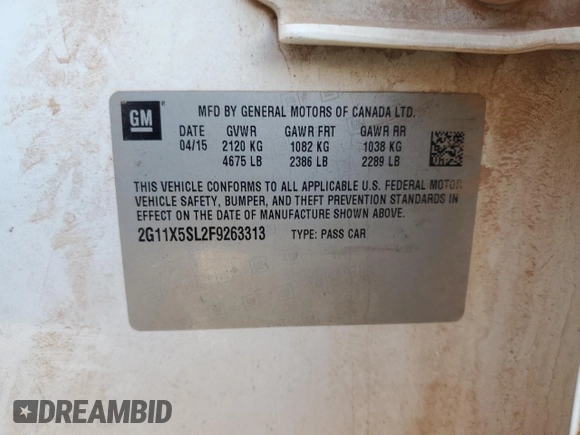 GM
MFD BY GENERAL MOTORS OF CANADA LTD.
DATE GVWR GAWR FRT GAWR RR
04/15 2120 KG 1082 KG 1038 KG
4675 LB 2386 LB 2289 LB
THIS VEHICLE CONFORMS TO ALL APPLICABLE U.S. FEDERAL MOTOR
VEHICLE SAFETY, BUMPER, AND THEFT PREVENTION STANDARDS IN
EFFECT ON THE DATE OF MANUFACTURE SHOWN ABOVE.
2G11X5SL2F9263313 TYPE: PASS CAR
DREAMBID